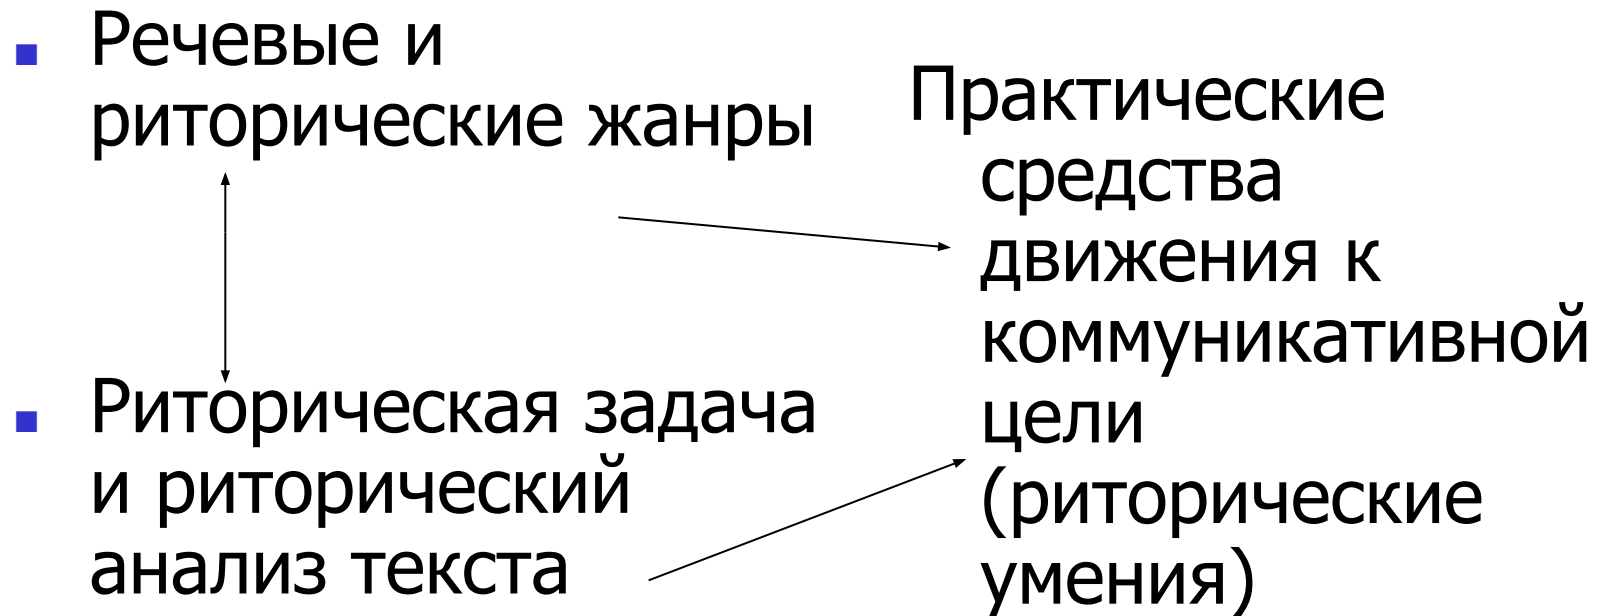 Речевые и
риторические жанры
Риторическая задача
и риторический
анализ текста
Практические
средства
движения к
коммуникативной
цели
(риторические
умения)